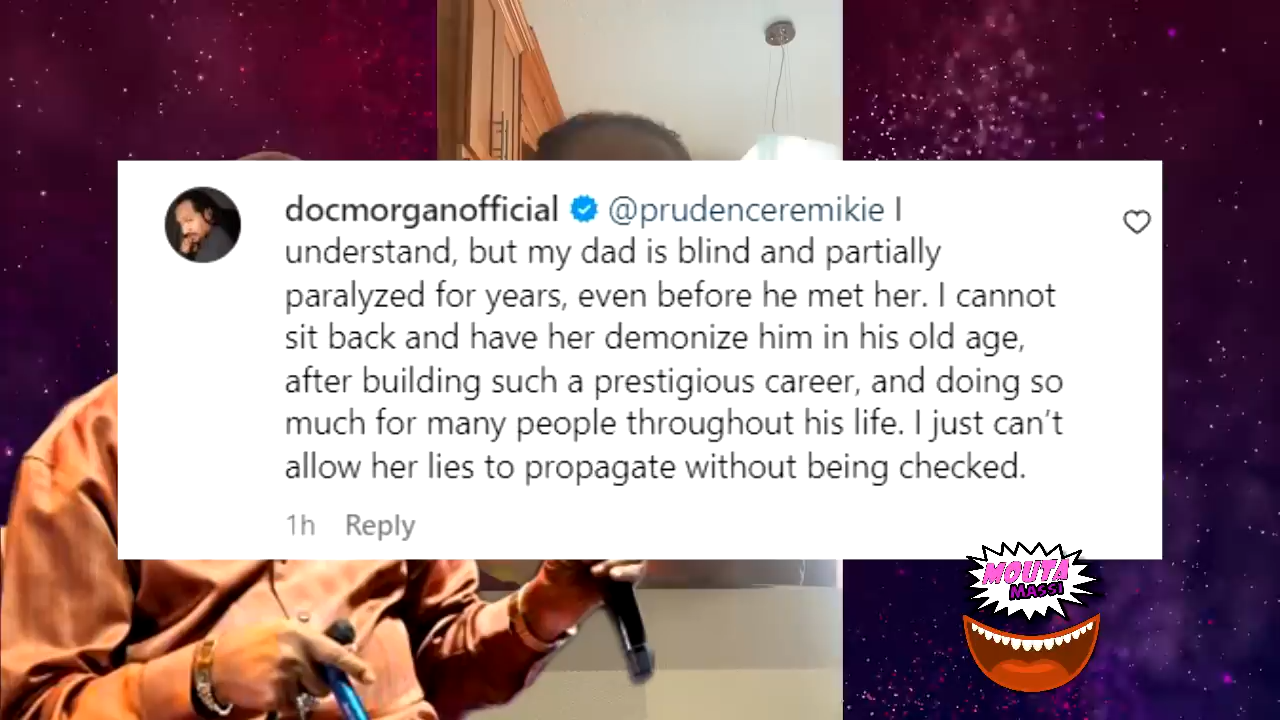 docmorganofficial @prudenceremikie I
understand, but my dad is blind and partially
paralyzed for years, even before he met her. I cannot
sit back and have her demonize him in his old age,
after building such a prestigious career, and doing so
much for many people throughout his life. I just can’t
allow her lies to propagate without being checked.
1h Reply
MOUTA
MASSI